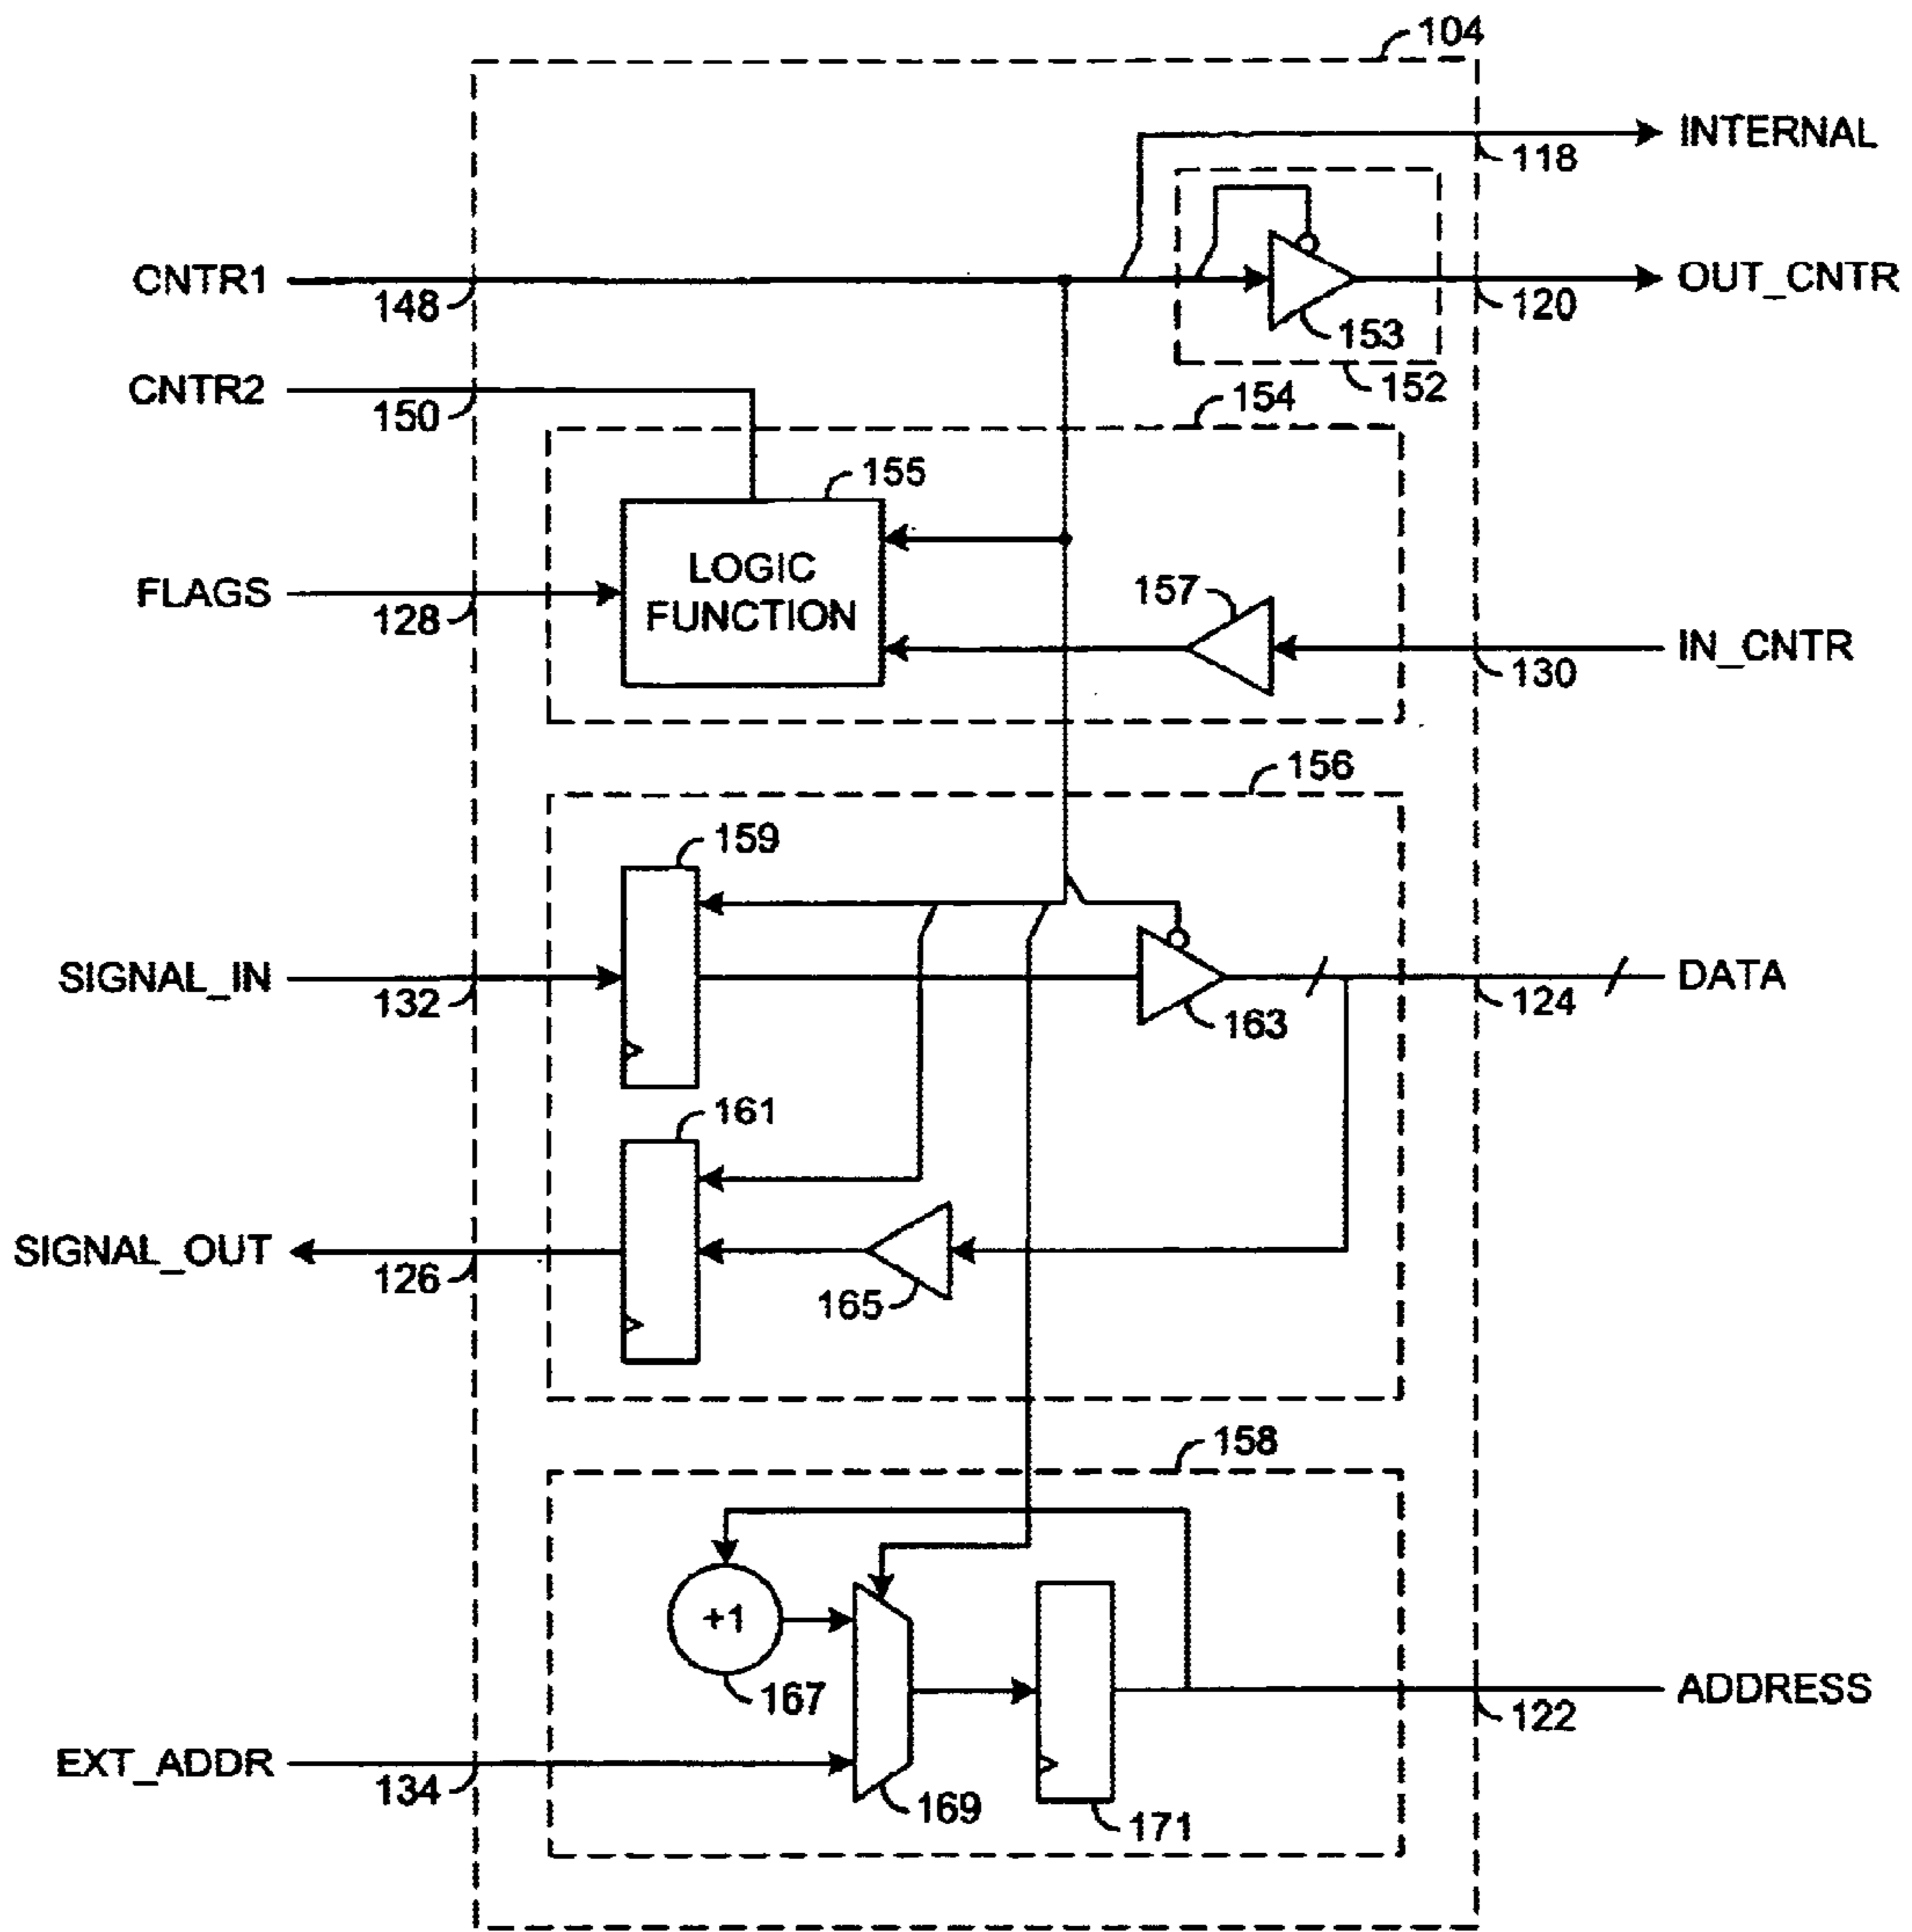 104
INTERNAL
118
CNTR1
148
153
OUT_CNTR
120
152
CNTR2
150
154
155
LOGIC
FUNCTION
FLAGS
128
157
IN_CNTR
130
156
159
SIGNAL_IN
132
163
DATA
124
161
SIGNAL_OUT
126
165
158
+1
167
ADDRESS
122
EXT_ADDR
134
169
171